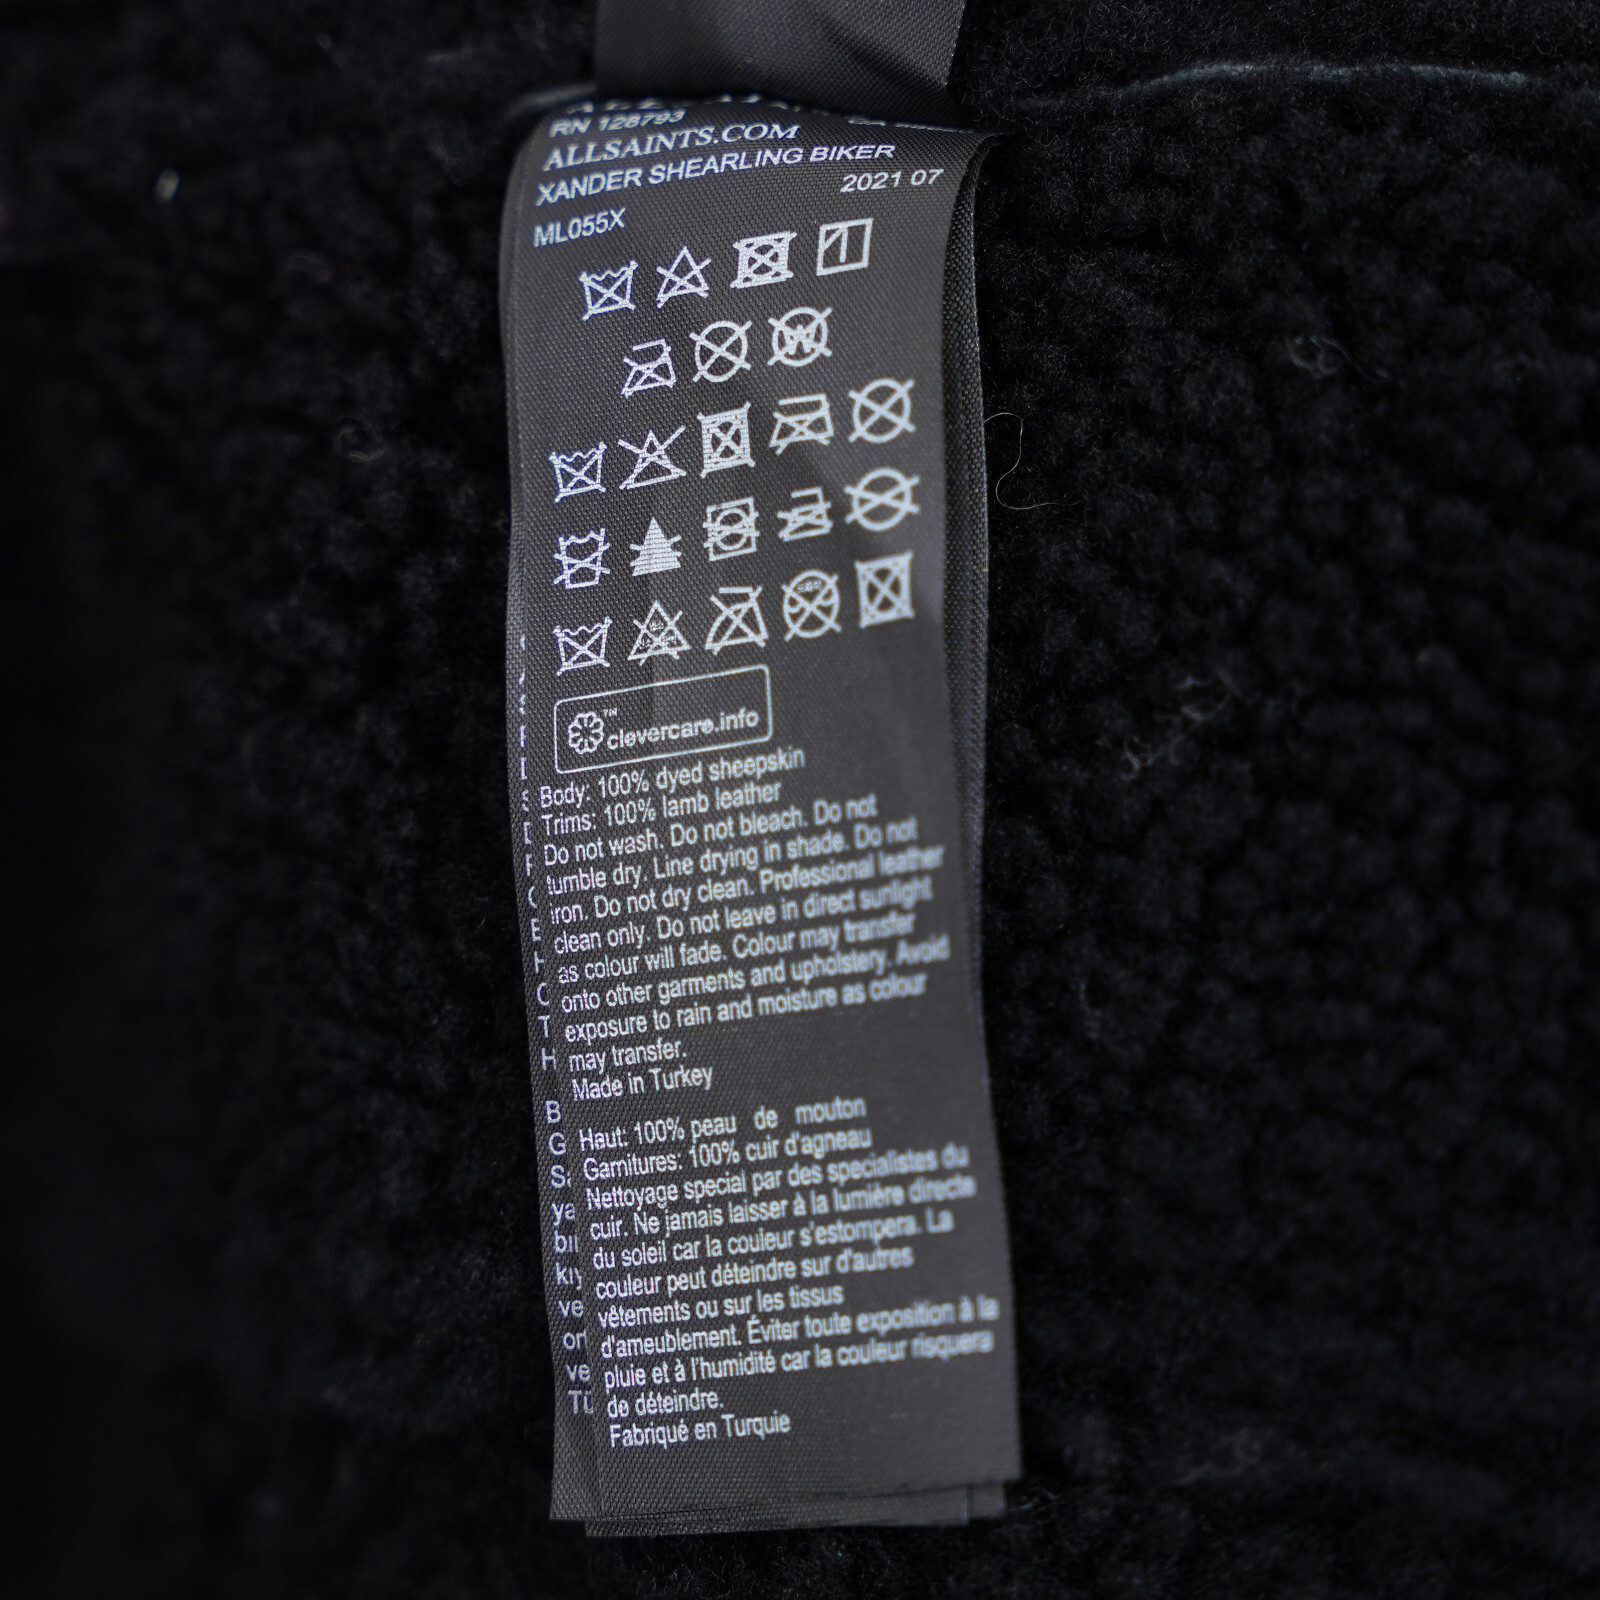 RN 128793
ALLSAINTS.COM
XANDER SHEARLING BIKER
2021 07
ML055X
W
clevercare.info
Body: 100% dyed sheepskin
Trims: 100% lamb leather
Do not wash. Do not bleach. Do not
tumble dry. Line drying in shade. Do not
iron. Do not dry clean. Professional leather
clean only. Do not leave in direct sunlight
as colour will fade. Colour may transfer
onto other garments and upholstery. Avoid
exposure to rain and moisture as colour
may transfer.
Made in Turkey
Haut: 100% peau de mouton
Garnitures: 100% cuir d'agneau
Nettoyage special par des specialistes du
cuir. Ne jamais laisser à la lumière directe
du soleil car la couleur s'estompera. La
couleur peut déteindre sur d'autres
vêtements ou sur les tissus
d'ameublement. Éviter toute exposition à la
pluie et à l'humidité car la couleur risquera
de déteindre.
Fabriqué en Turquie